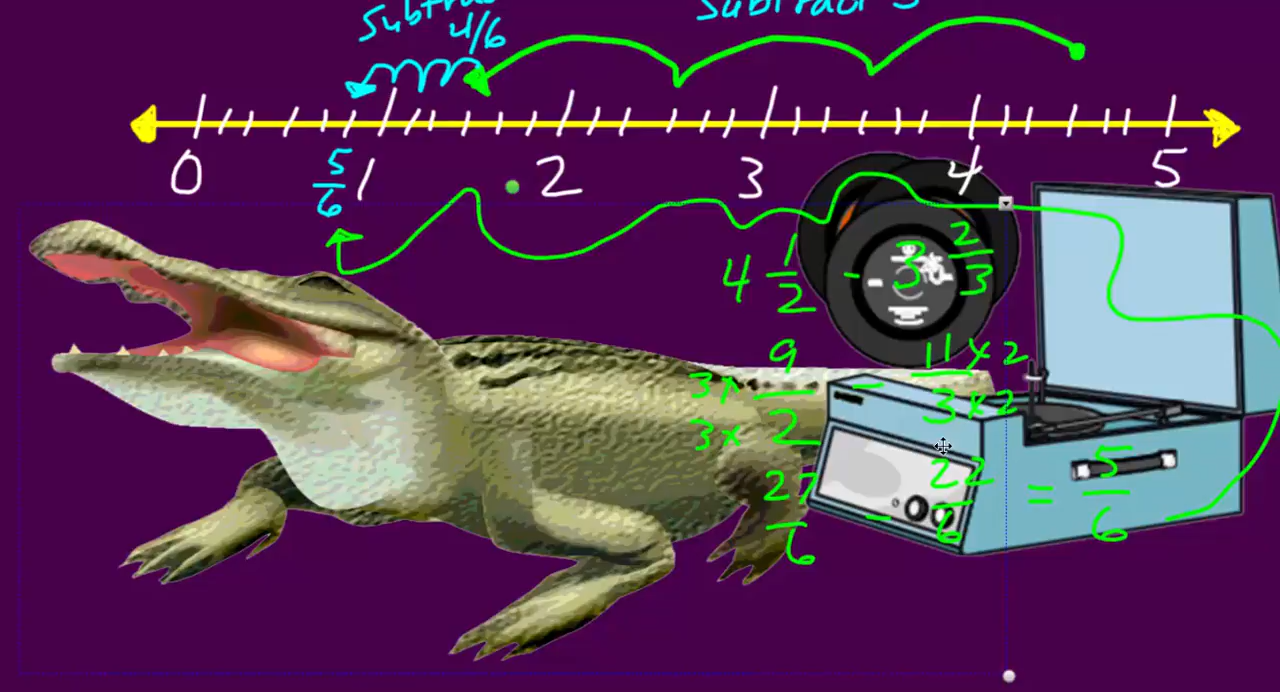 Subtract 3
4/6
0 1 2 3 4 5
5/6
4 1/2 - 3 2/3
3× 9 - 11 ×2
3× 2 3 ×2
27/6 - 22/6 = 5/6